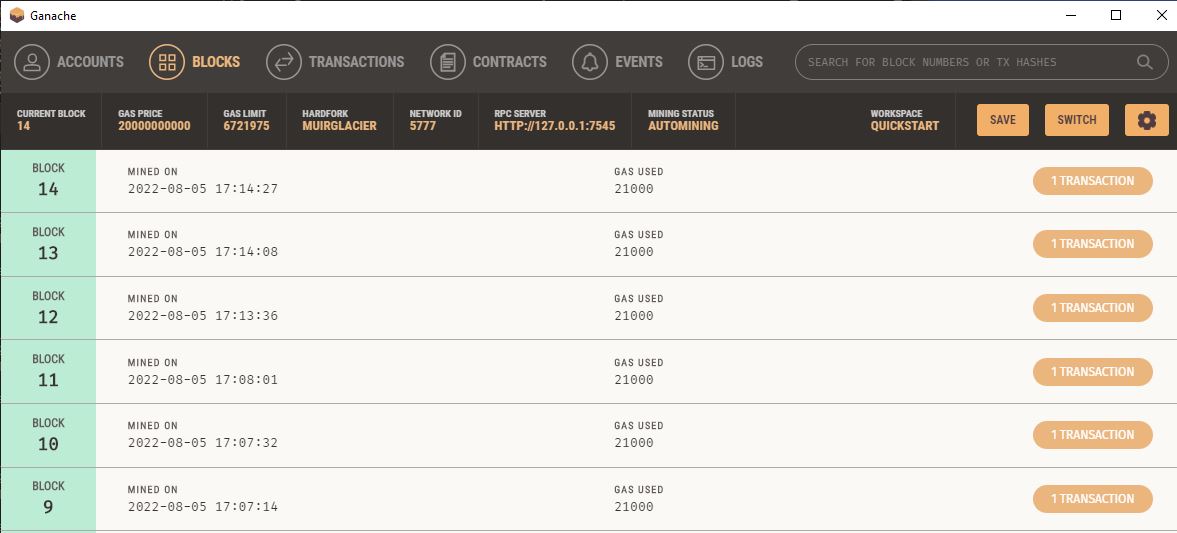 Ganache
ACCOUNTS BLOCKS TRANSACTIONS CONTRACTS EVENTS LOGS SEARCH FOR BLOCK NUMBERS OR TX HASHES
CURRENT BLOCK GAS PRICE GAS LIMIT HARDFORK NETWORK ID RPC SERVER MINING STATUS WORKSPACE
14 20000000000 6721975 MUIRGLACIER 5777 HTTP://127.0.0.1:7545 AUTOMINING QUICKSTART SAVE SWITCH
BLOCK MINED ON GAS USED
14 2022-08-05 17:14:27 21000 1 TRANSACTION
BLOCK MINED ON GAS USED
13 2022-08-05 17:14:08 21000 1 TRANSACTION
BLOCK MINED ON GAS USED
12 2022-08-05 17:13:36 21000 1 TRANSACTION
BLOCK MINED ON GAS USED
11 2022-08-05 17:08:01 21000 1 TRANSACTION
BLOCK MINED ON GAS USED
10 2022-08-05 17:07:32 21000 1 TRANSACTION
BLOCK MINED ON GAS USED
9 2022-08-05 17:07:14 21000 1 TRANSACTION